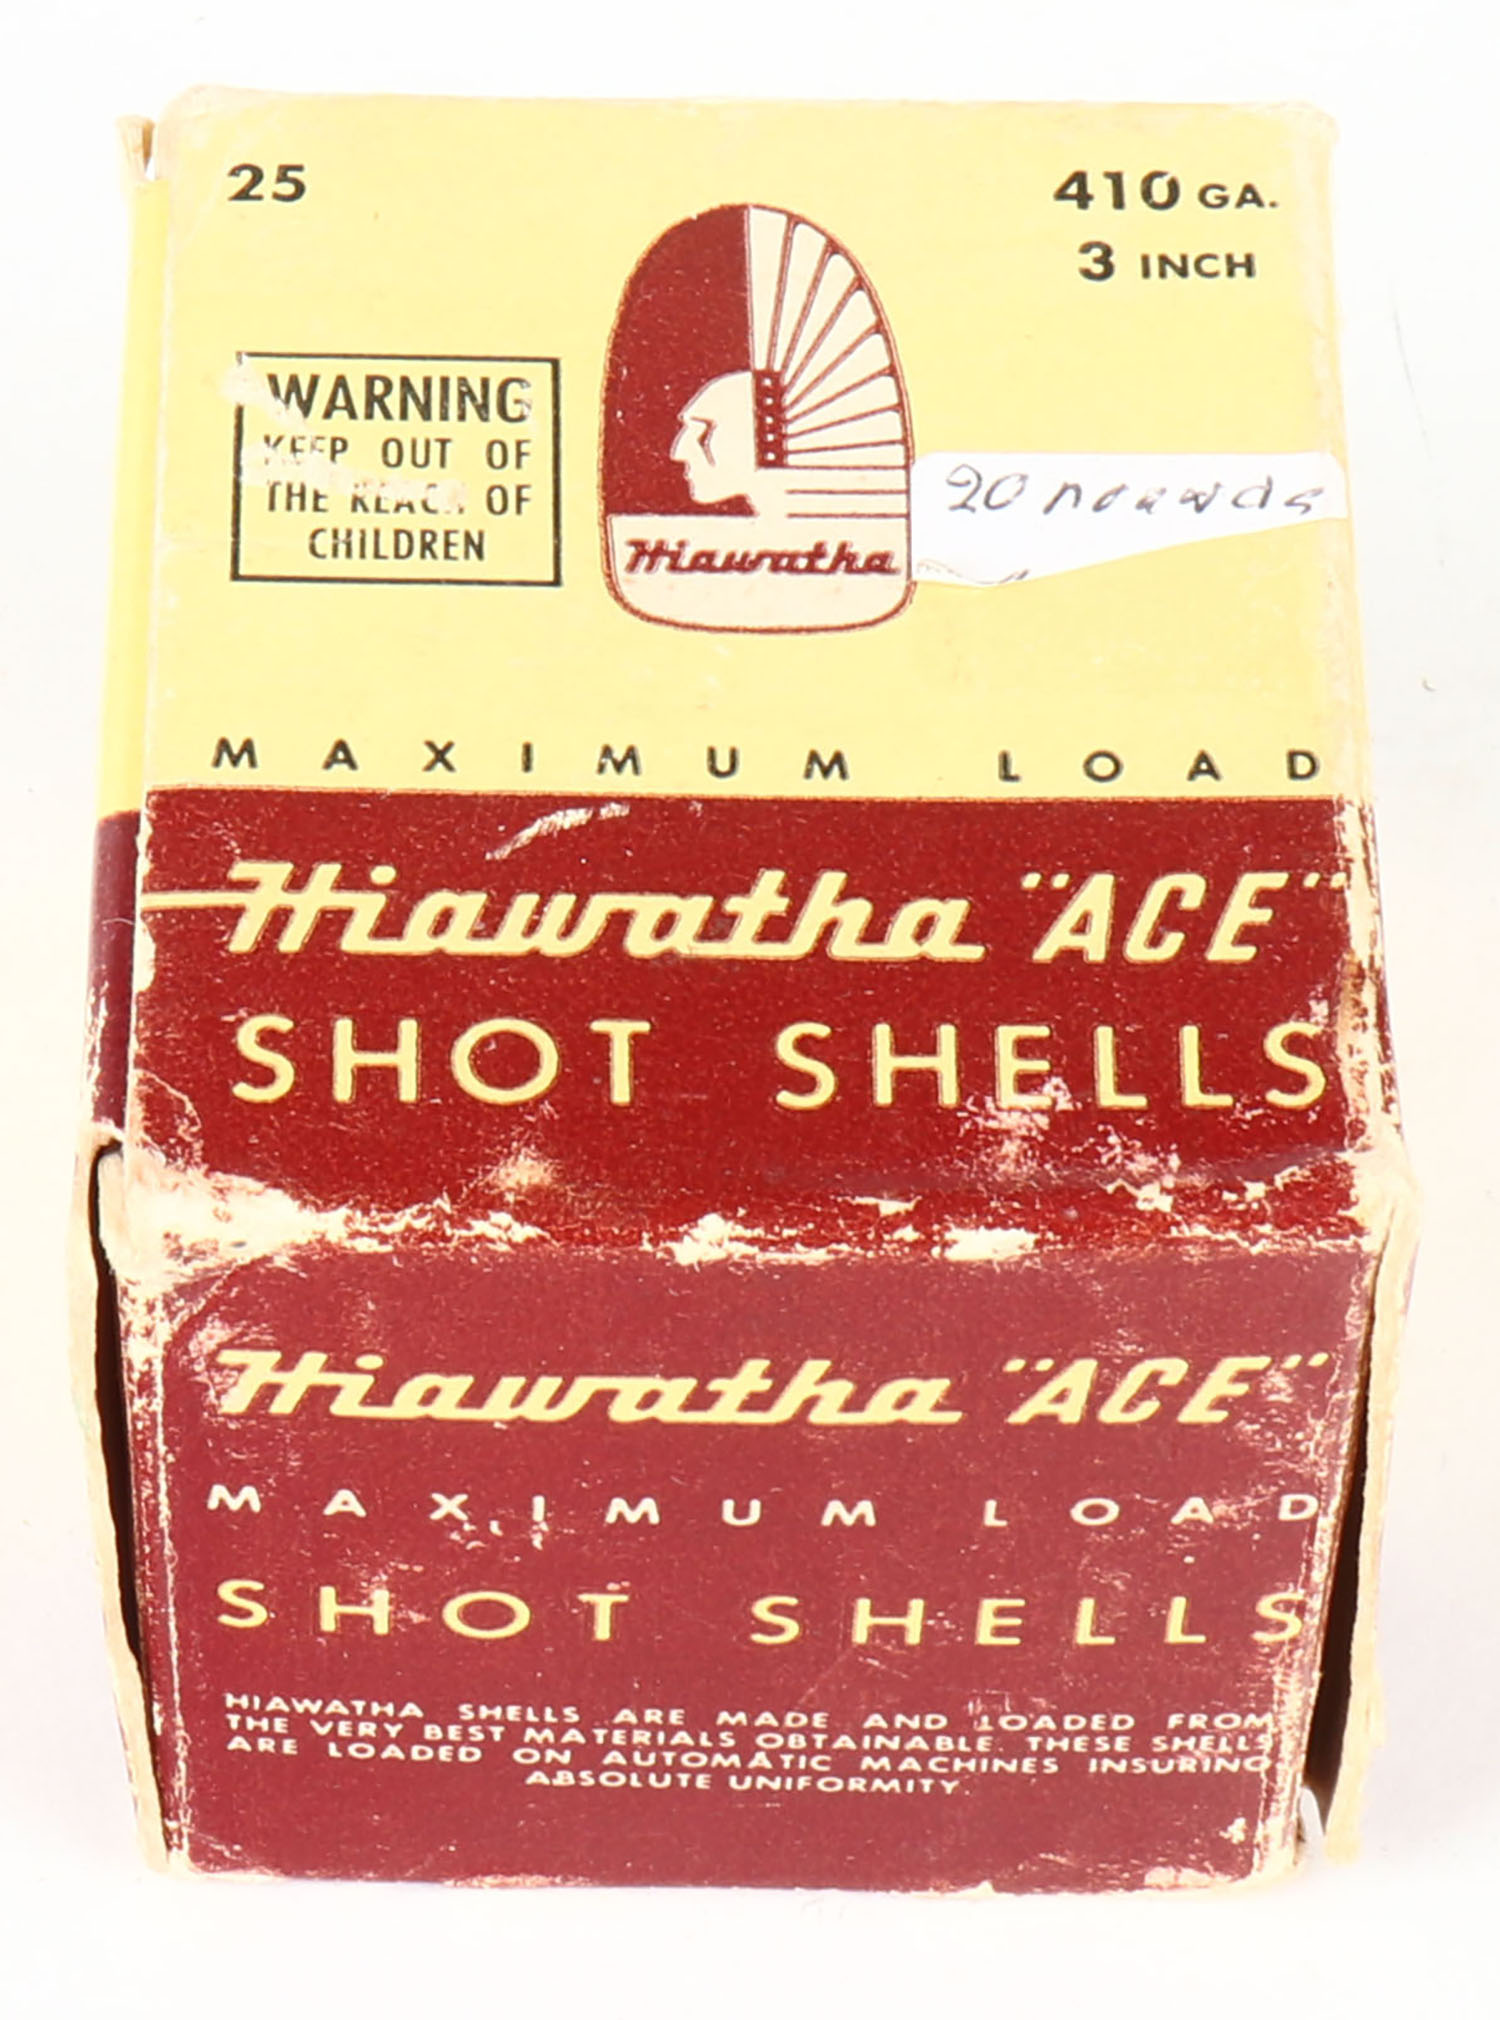 25
410 GA.
3 INCH
WARNING
KEEP OUT OF
THE REACH OF
CHILDREN
Hiawatha
20 rounds
MAXIMUM LOAD
Hiawatha "ACE"
SHOT SHELLS
Hiawatha "ACE"
MAXIMUM LOAD
SHOT SHELLS
HIAWATHA SHELLS ARE MADE AND LOADED FROM
THE VERY BEST MATERIALS OBTAINABLE. THESE SHELLS
ARE LOADED ON AUTOMATIC MACHINES INSURING
ABSOLUTE UNIFORMITY.